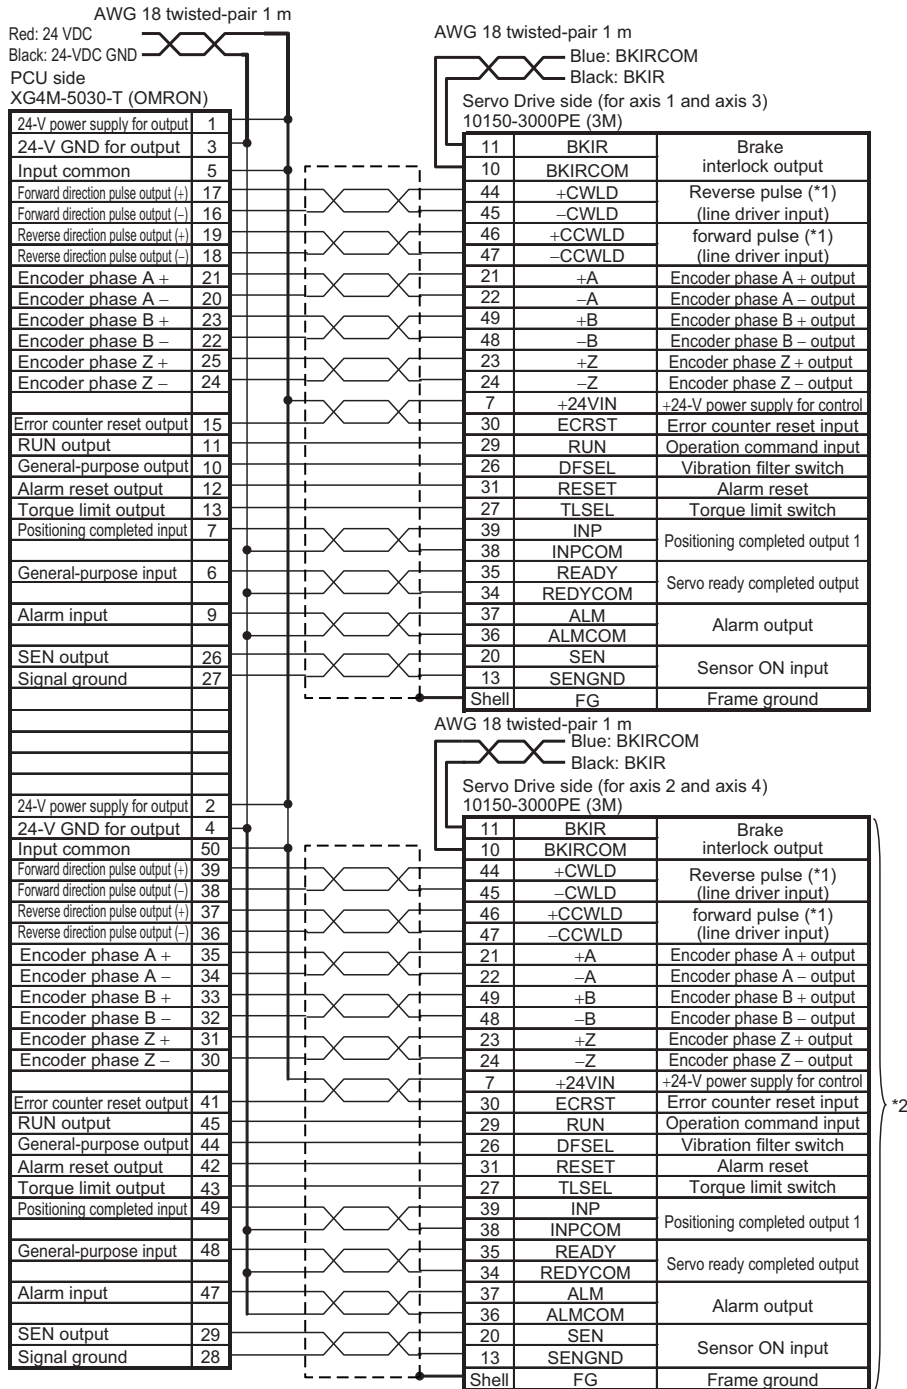 AWG 18 twisted-pair 1 m
Red: 24 VDC
Black: 24-VDC GND
PCU side
XG4M-5030-T (OMRON)
24-V power supply for output 1
24-V GND for output 3
Input common 5
Forward direction pulse output (+) 17
Forward direction pulse output (−) 16
Reverse direction pulse output (+) 19
Reverse direction pulse output (−) 18
Encoder phase A + 21
Encoder phase A − 20
Encoder phase B + 23
Encoder phase B − 22
Encoder phase Z + 25
Encoder phase Z − 24
Error counter reset output 15
RUN output 11
General-purpose output 10
Alarm reset output 12
Torque limit output 13
Positioning completed input 7
General-purpose input 6
Alarm input 9
SEN output 26
Signal ground 27
AWG 18 twisted-pair 1 m
Blue: BKIRCOM
Black: BKIR
Servo Drive side (for axis 1 and axis 3)
10150-3000PE (3M)
11 BKIR Brake
10 BKIRCOM interlock output
44 +CWLD Reverse pulse (*1)
45 −CWLD (line driver input)
46 +CCWLD forward pulse (*1)
47 −CCWLD (line driver input)
21 +A Encoder phase A + output
22 −A Encoder phase A − output
49 +B Encoder phase B + output
48 −B Encoder phase B − output
23 +Z Encoder phase Z + output
24 −Z Encoder phase Z − output
7 +24VIN +24-V power supply for control
30 ECRST Error counter reset input
29 RUN Operation command input
26 DFSEL Vibration filter switch
31 RESET Alarm reset
27 TLSEL Torque limit switch
39 INP Positioning completed output 1
38 INPCOM
35 READY Servo ready completed output
34 REDYCOM
37 ALM Alarm output
36 ALMCOM
20 SEN Sensor ON input
13 SENGND
Shell FG Frame ground
24-V power supply for output 2
24-V GND for output 4
Input common 50
Forward direction pulse output (+) 39
Forward direction pulse output (−) 38
Reverse direction pulse output (+) 37
Reverse direction pulse output (−) 36
Encoder phase A + 35
Encoder phase A − 34
Encoder phase B + 33
Encoder phase B − 32
Encoder phase Z + 31
Encoder phase Z − 30
Error counter reset output 41
RUN output 45
General-purpose output 44
Alarm reset output 42
Torque limit output 43
Positioning completed input 49
General-purpose input 48
Alarm input 47
SEN output 29
Signal ground 28
AWG 18 twisted-pair 1 m
Blue: BKIRCOM
Black: BKIR
Servo Drive side (for axis 2 and axis 4)
10150-3000PE (3M)
11 BKIR Brake
10 BKIRCOM interlock output
44 +CWLD Reverse pulse (*1)
45 −CWLD (line driver input)
46 +CCWLD forward pulse (*1)
47 −CCWLD (line driver input)
21 +A Encoder phase A + output
22 −A Encoder phase A − output
49 +B Encoder phase B + output
48 −B Encoder phase B − output
23 +Z Encoder phase Z + output
24 −Z Encoder phase Z − output
7 +24VIN +24-V power supply for control
30 ECRST Error counter reset input
29 RUN Operation command input
26 DFSEL Vibration filter switch
31 RESET Alarm reset
27 TLSEL Torque limit switch
39 INP Positioning completed output 1
38 INPCOM
35 READY Servo ready completed output
34 REDYCOM
37 ALM Alarm output
36 ALMCOM
20 SEN Sensor ON input
13 SENGND
Shell FG Frame ground
*2